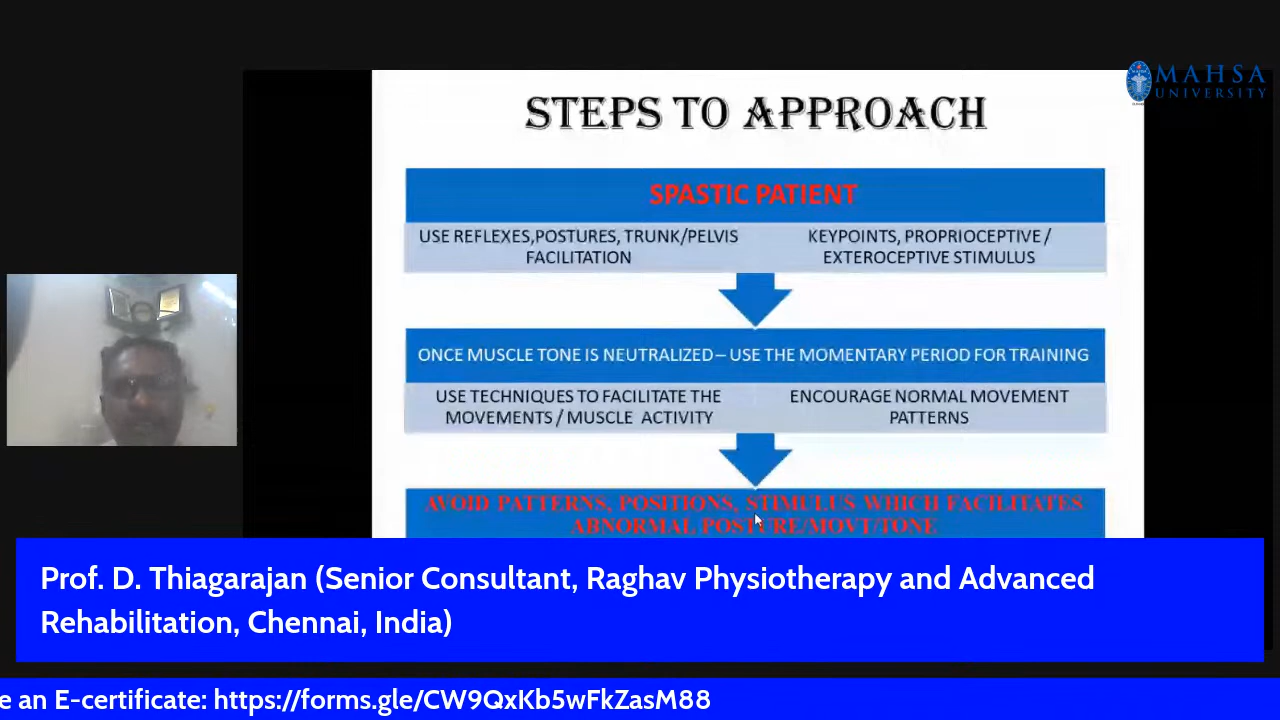 MAHSA
UNIVERSITY
STEPS TO APPROACH
SPASTIC PATIENT
USE REFLEXES,POSTURES, TRUNK/PELVIS
FACILITATION
KEYPOINTS, PROPRIOCEPTIVE /
EXTEROCEPTIVE STIMULUS
ONCE MUSCLE TONE IS NEUTRALIZED – USE THE MOMENTARY PERIOD FOR TRAINING
USE TECHNIQUES TO FACILITATE THE
MOVEMENTS / MUSCLE ACTIVITY
ENCOURAGE NORMAL MOVEMENT
PATTERNS
AVOID PATTERNS, POSITIONS, STIMULUS WHICH FACILITATES
ABNORMAL POSTURE/MOVT/TONE
Prof. D. Thiagarajan (Senior Consultant, Raghav Physiotherapy and Advanced
Rehabilitation, Chennai, India)
e an E-certificate: https://forms.gle/CW9QxKb5wFkZasM88